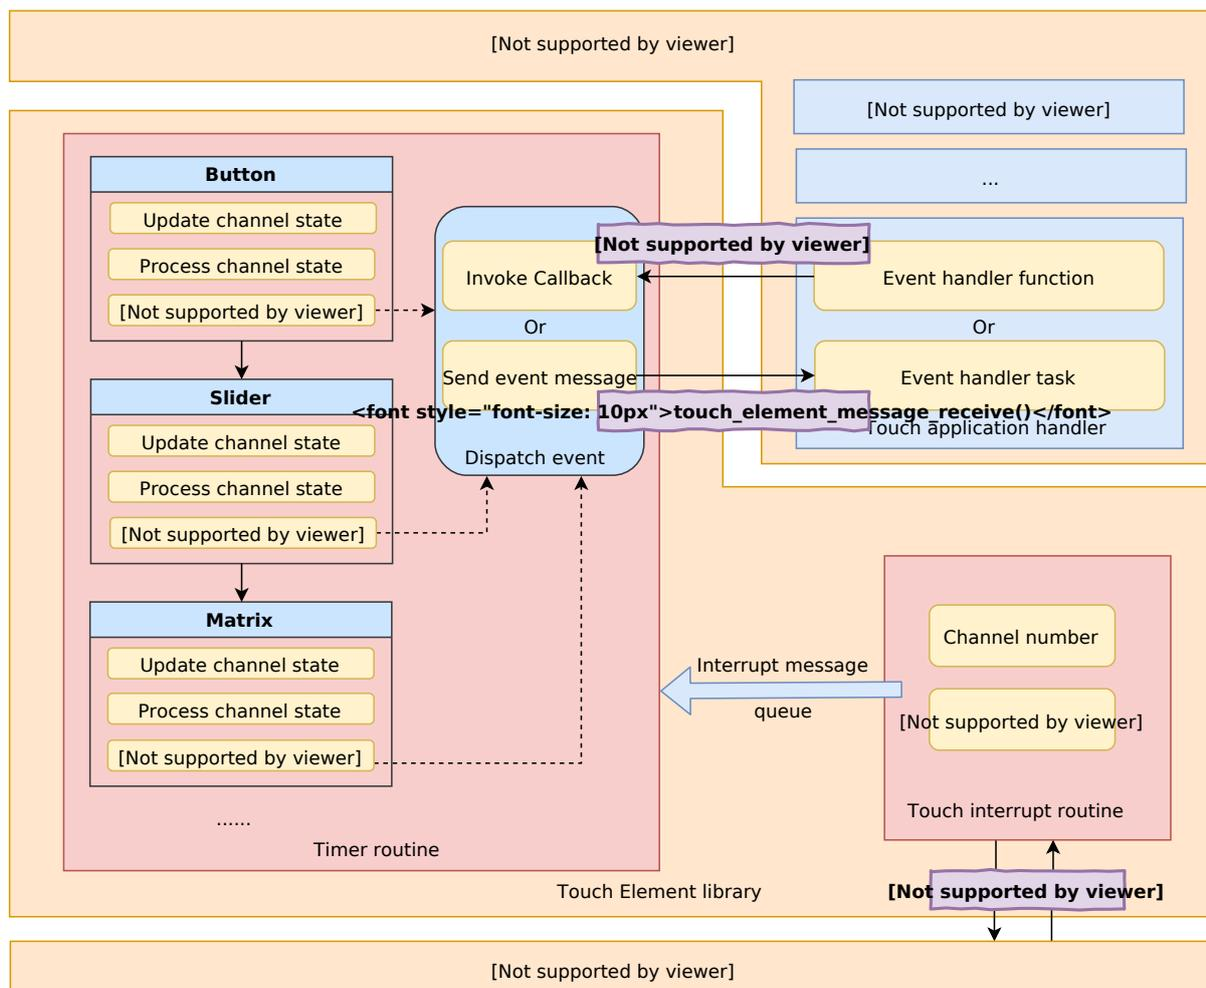 [Not supported by viewer]
[Not supported by viewer]
...
Button
Update channel state
Process channel state
[Not supported by viewer]
Slider
Update channel state
Process channel state
[Not supported by viewer]
Matrix
Update channel state
Process channel state
[Not supported by viewer]
......
Timer routine
Invoke Callback
Or
Send event message
Dispatch event
[Not supported by viewer]
<font style="font-size: 10px">touch_element_message_receive()</font>
Event handler function
Or
Event handler task
Touch application handler
Interrupt message
queue
Channel number
[Not supported by viewer]
Touch interrupt routine
Touch Element library
[Not supported by viewer]
[Not supported by viewer]